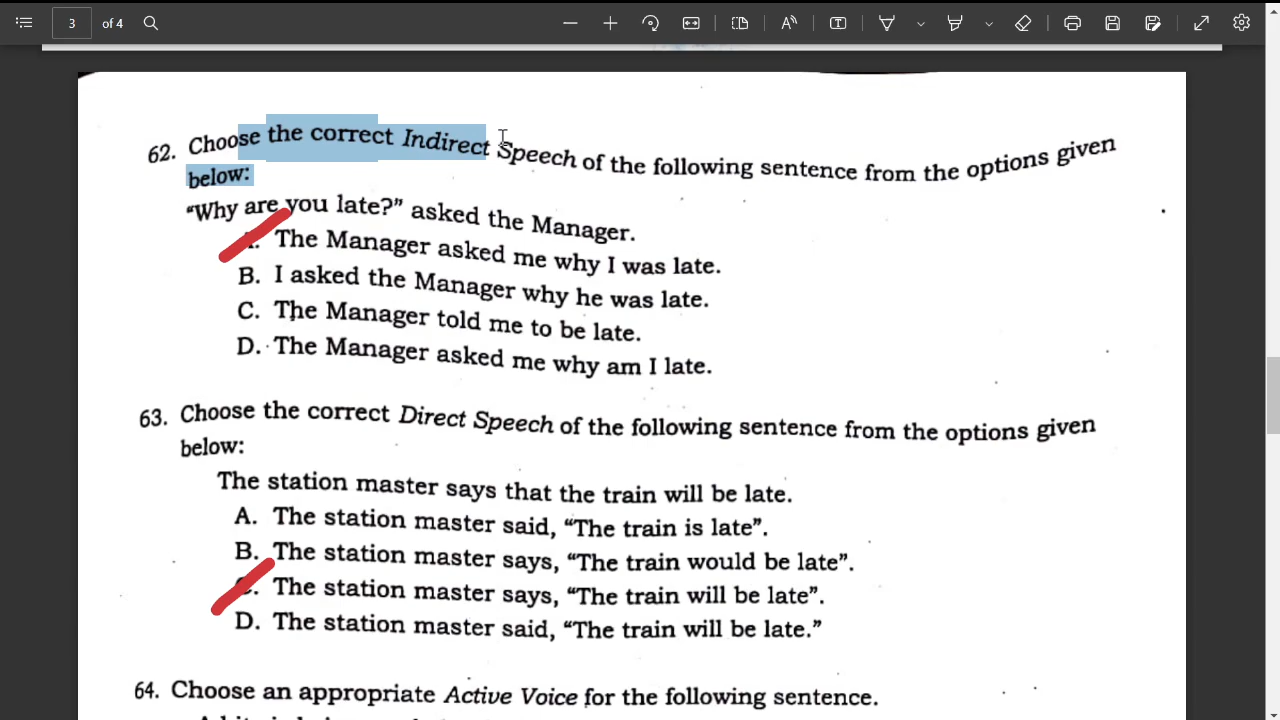 3 of 4
62. Choose the correct Indirect Speech of the following sentence from the options given
below:
“Why are you late?” asked the Manager.
The Manager asked me why I was late.
B. I asked the Manager why he was late.
C. The Manager told me to be late.
D. The Manager asked me why am I late.
63. Choose the correct Direct Speech of the following sentence from the options given
below:
The station master says that the train will be late.
A. The station master said, “The train is late”.
B. The station master says, “The train would be late”.
C. The station master says, “The train will be late”.
D. The station master said, “The train will be late.”
64. Choose an appropriate Active Voice for the following sentence.